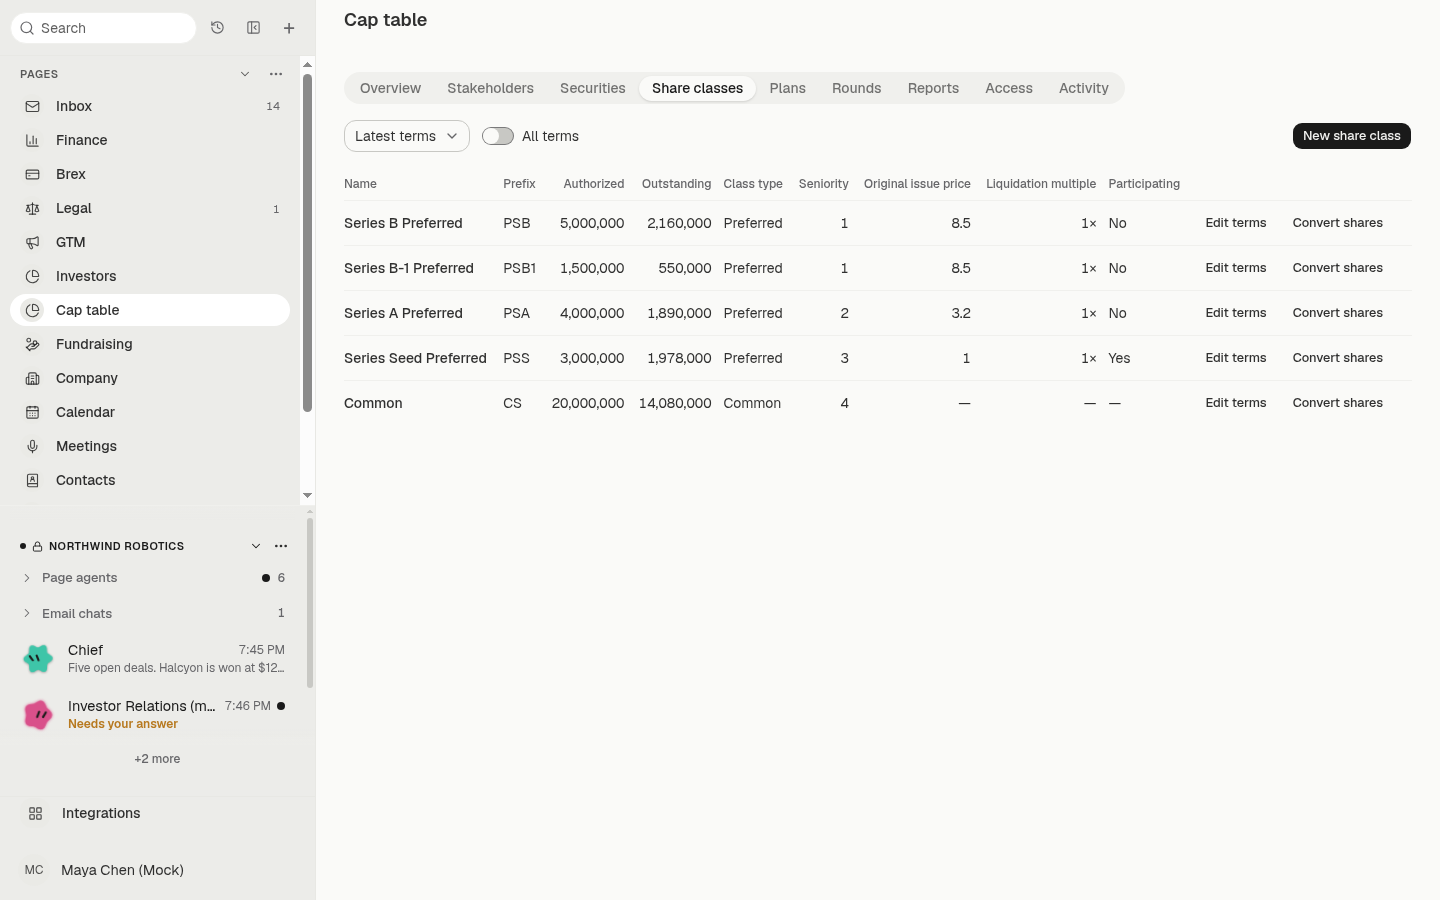 Search
PAGES
Inbox 14
Finance
Brex
Legal 1
GTM
Investors
Cap table
Fundraising
Company
Calendar
Meetings
Contacts
NORTHWIND ROBOTICS
Page agents 6
Email chats 1
Chief 7:45 PM
Five open deals. Halcyon is won at $12…
Investor Relations (m… 7:46 PM
Needs your answer
+2 more
Integrations
MC Maya Chen (Mock)
Cap table
Overview Stakeholders Securities Share classes Plans Rounds Reports Access Activity
Latest terms All terms New share class
Name Prefix Authorized Outstanding Class type Seniority Original issue price Liquidation multiple Participating
Series B Preferred PSB 5,000,000 2,160,000 Preferred 1 8.5 1× No Edit terms Convert shares
Series B-1 Preferred PSB1 1,500,000 550,000 Preferred 1 8.5 1× No Edit terms Convert shares
Series A Preferred PSA 4,000,000 1,890,000 Preferred 2 3.2 1× No Edit terms Convert shares
Series Seed Preferred PSS 3,000,000 1,978,000 Preferred 3 1 1× Yes Edit terms Convert shares
Common CS 20,000,000 14,080,000 Common 4 — — — Edit terms Convert shares